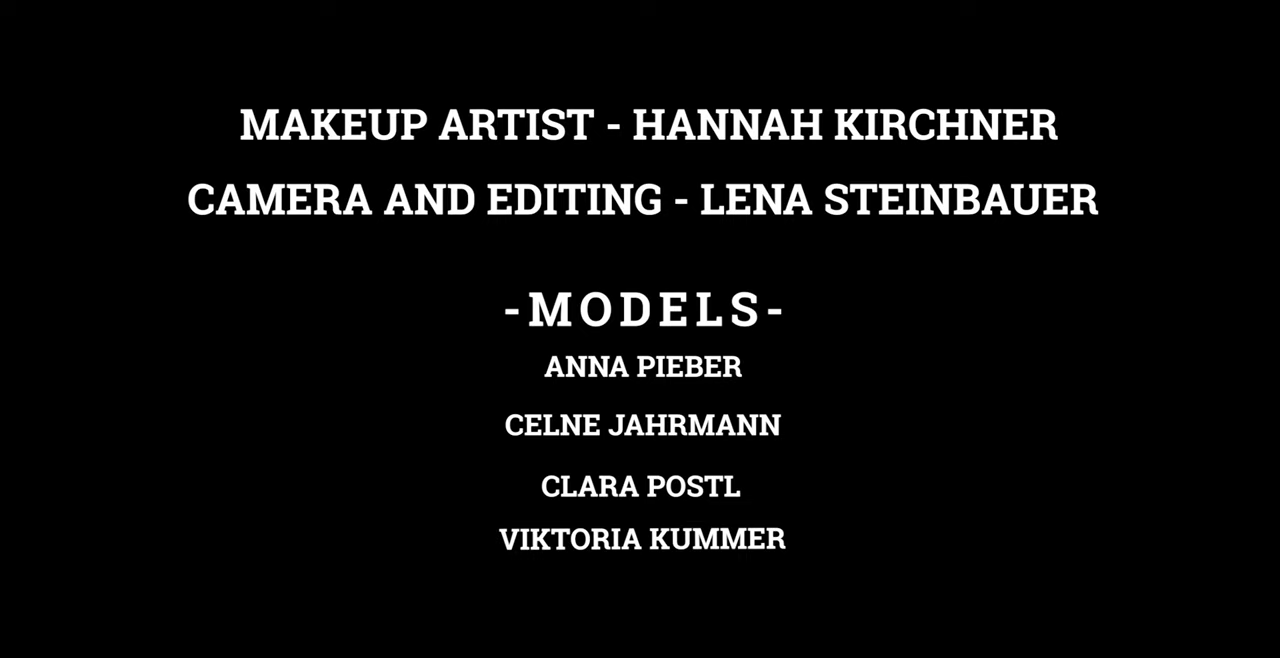 MAKEUP ARTIST - HANNAH KIRCHNER
CAMERA AND EDITING - LENA STEINBAUER
-MODELS-
ANNA PIEBER
CELNE JAHRMANN
CLARA POSTL
VIKTORIA KUMMER